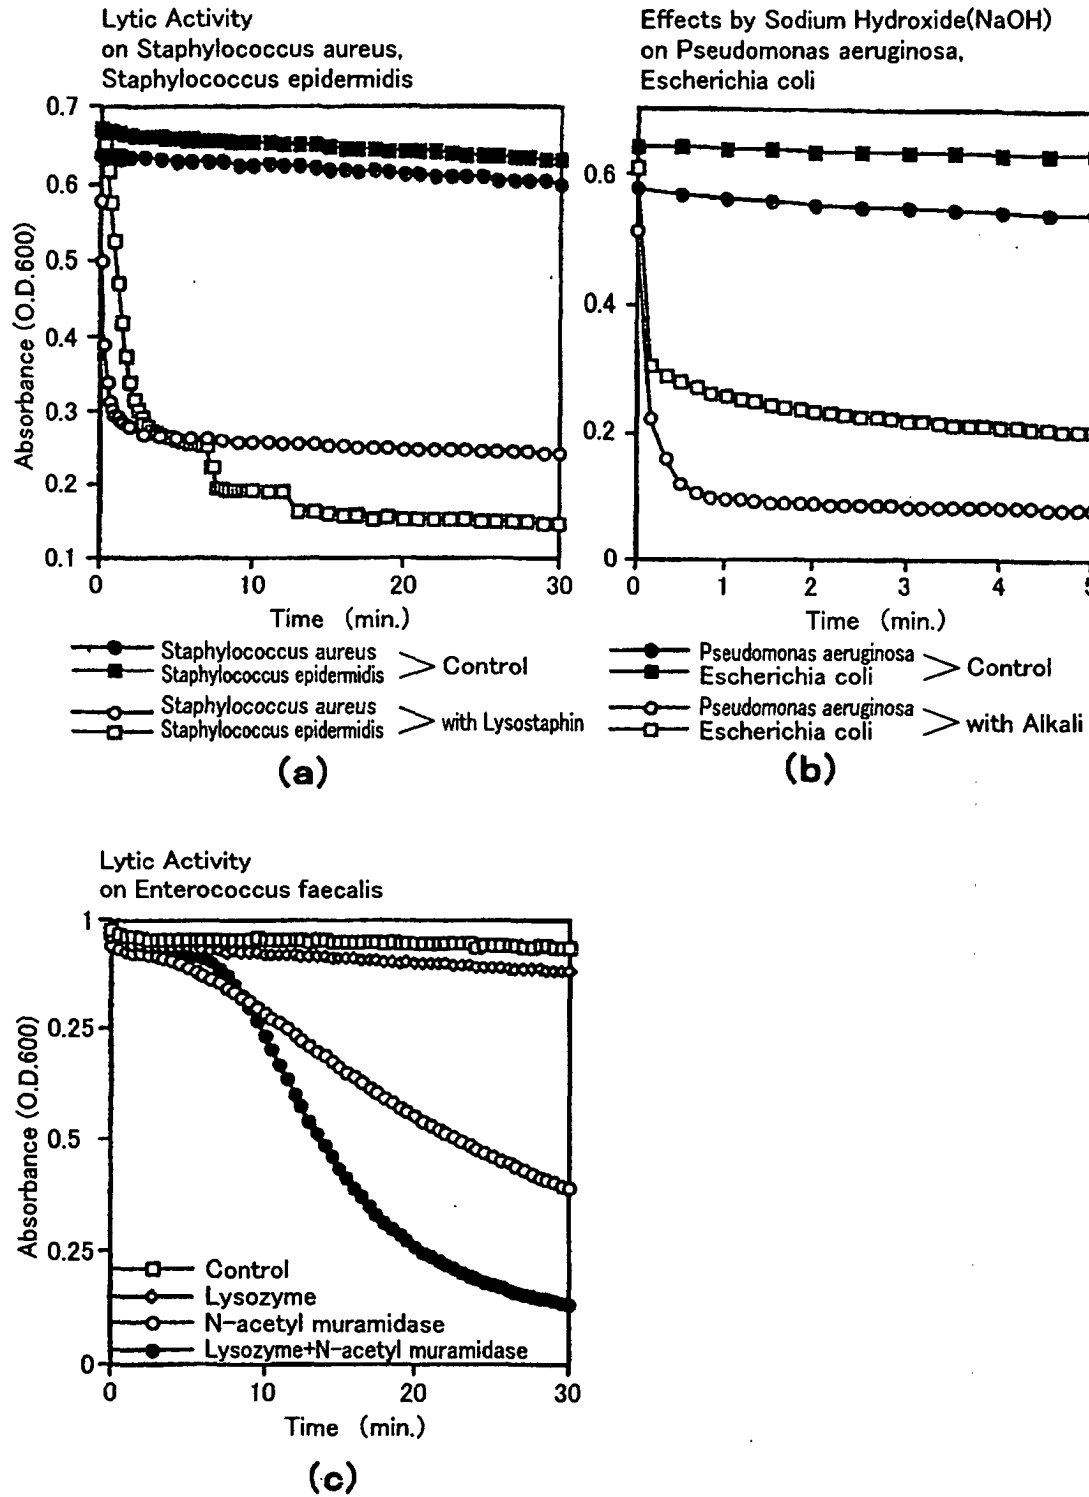 Lytic Activity
on Staphylococcus aureus,
Staphylococcus epidermidis
Absorbance (O.D.600)
0.7
0.6
0.5
0.4
0.3
0.2
0.1
0
10
20
30
Time (min.)
Staphylococcus aureus
Staphylococcus epidermidis
Control
Staphylococcus aureus
Staphylococcus epidermidis
with Lysostaphin
(a)
Effects by Sodium Hydroxide(NaOH)
on Pseudomonas aeruginosa,
Escherichia coli
0.6
0.4
0.2
0
0
1
2
3
4
5
Time (min.)
Pseudomonas aeruginosa
Escherichia coli
Control
Pseudomonas aeruginosa
Escherichia coli
with Alkali
(b)
Lytic Activity
on Enterococcus faecalis
Absorbance (O.D.600)
1
0.25
0.5
0.25
0
Control
Lysozyme
N-acetyl muramidase
Lysozyme+N-acetyl muramidase
0
10
20
30
Time (min.)
(c)